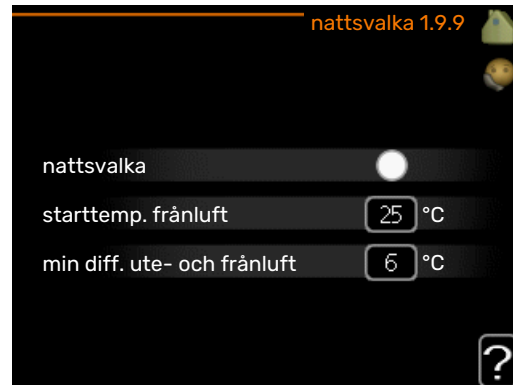 nattsvalka 1.9.9
nattsvalka
starttemp. frånluft 25 °C
min diff. ute- och frånluft 6 °C
?